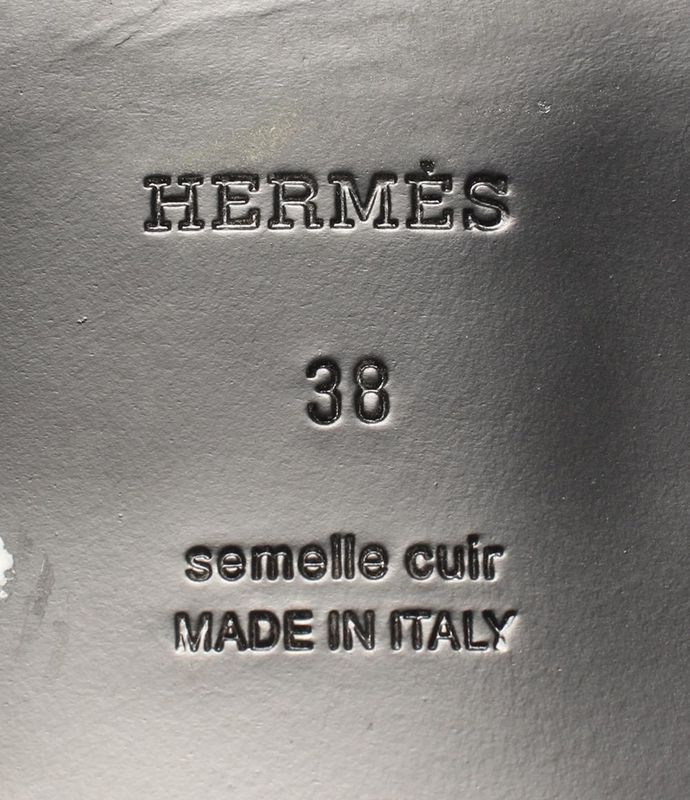 HERMÈS
38
semelle cuir
MADE IN ITALY